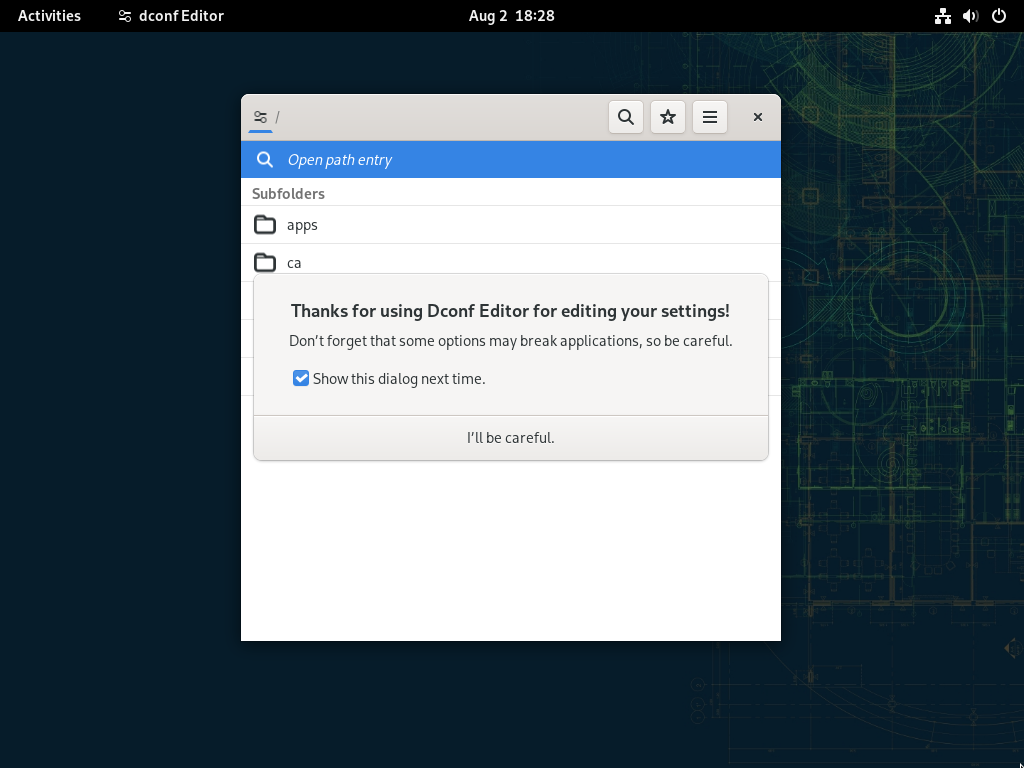 Activities
dconf Editor
Aug 2 18:28
/
Open path entry
Subfolders
apps
ca
Thanks for using Dconf Editor for editing your settings!
Don’t forget that some options may break applications, so be careful.
Show this dialog next time.
I’ll be careful.